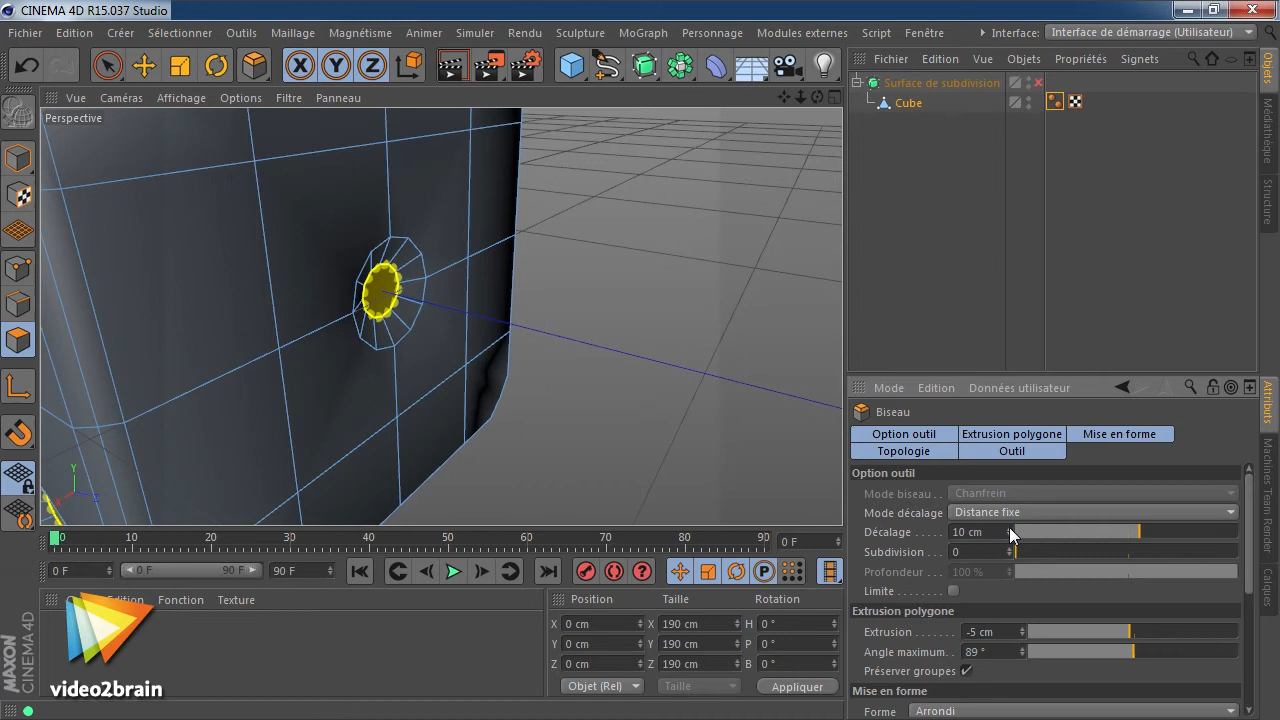 CINEMA 4D R15.037 Studio
Fichier Edition Créer Sélectionner Outils Maillage Magnétisme Animer Simuler Rendu Sculpture MoGraph Personnage Modules externes Script Fenêtre Interface: Interface de démarrage (Utilisateur)
X Y Z
Fichier Edition Vue Objets Propriétés Signets
Vue Caméras Affichage Options Filtre Panneau
Perspective
Surface de subdivision
Cube
Objets
Médiathèque
Structure
Mode Edition Données utilisateur
Biseau
Option outil Extrusion polygone Mise en forme
Topologie Outil
Option outil
Mode biseau . . Chanfrein
Mode décalage Distance fixe
Décalage . . . . . 10 cm
Subdivision . . . 0
Profondeur . . . 100 %
Limite . . . . . . . .
Extrusion polygone
Extrusion . . . . . . . -5 cm
Angle maximum. . 89 °
Préserver groupes
Mise en forme
Forme Arrondi
Attributs
Machines Team Render
Calques
Y
X
Z
0 10 20 30 40 50 60 70 80 90 0 F
0 F 0 F 90 F 90 F
P
Edition Fonction Texture
Position Taille Rotation
X 0 cm X 190 cm H 0 °
Y 0 cm Y 190 cm P 0 °
Z 0 cm Z 190 cm B 0 °
Objet (Rel) Taille Appliquer
MAXON
CINEMA 4D
video2brain